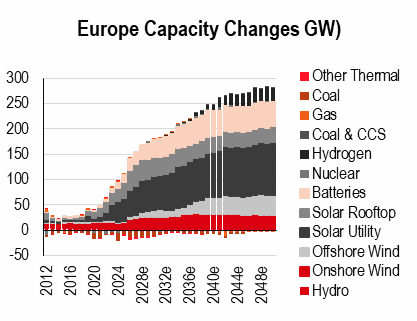 Europe Capacity Changes GW)
300
250
200
150
100
50
0
-50
2012
2016
2020
2024
2028e
2032e
2036e
2040e
2044e
2048e
Other Thermal
Coal
Gas
Coal & CCS
Hydrogen
Nuclear
Batteries
Solar Rooftop
Solar Utility
Offshore Wind
Onshore Wind
Hydro